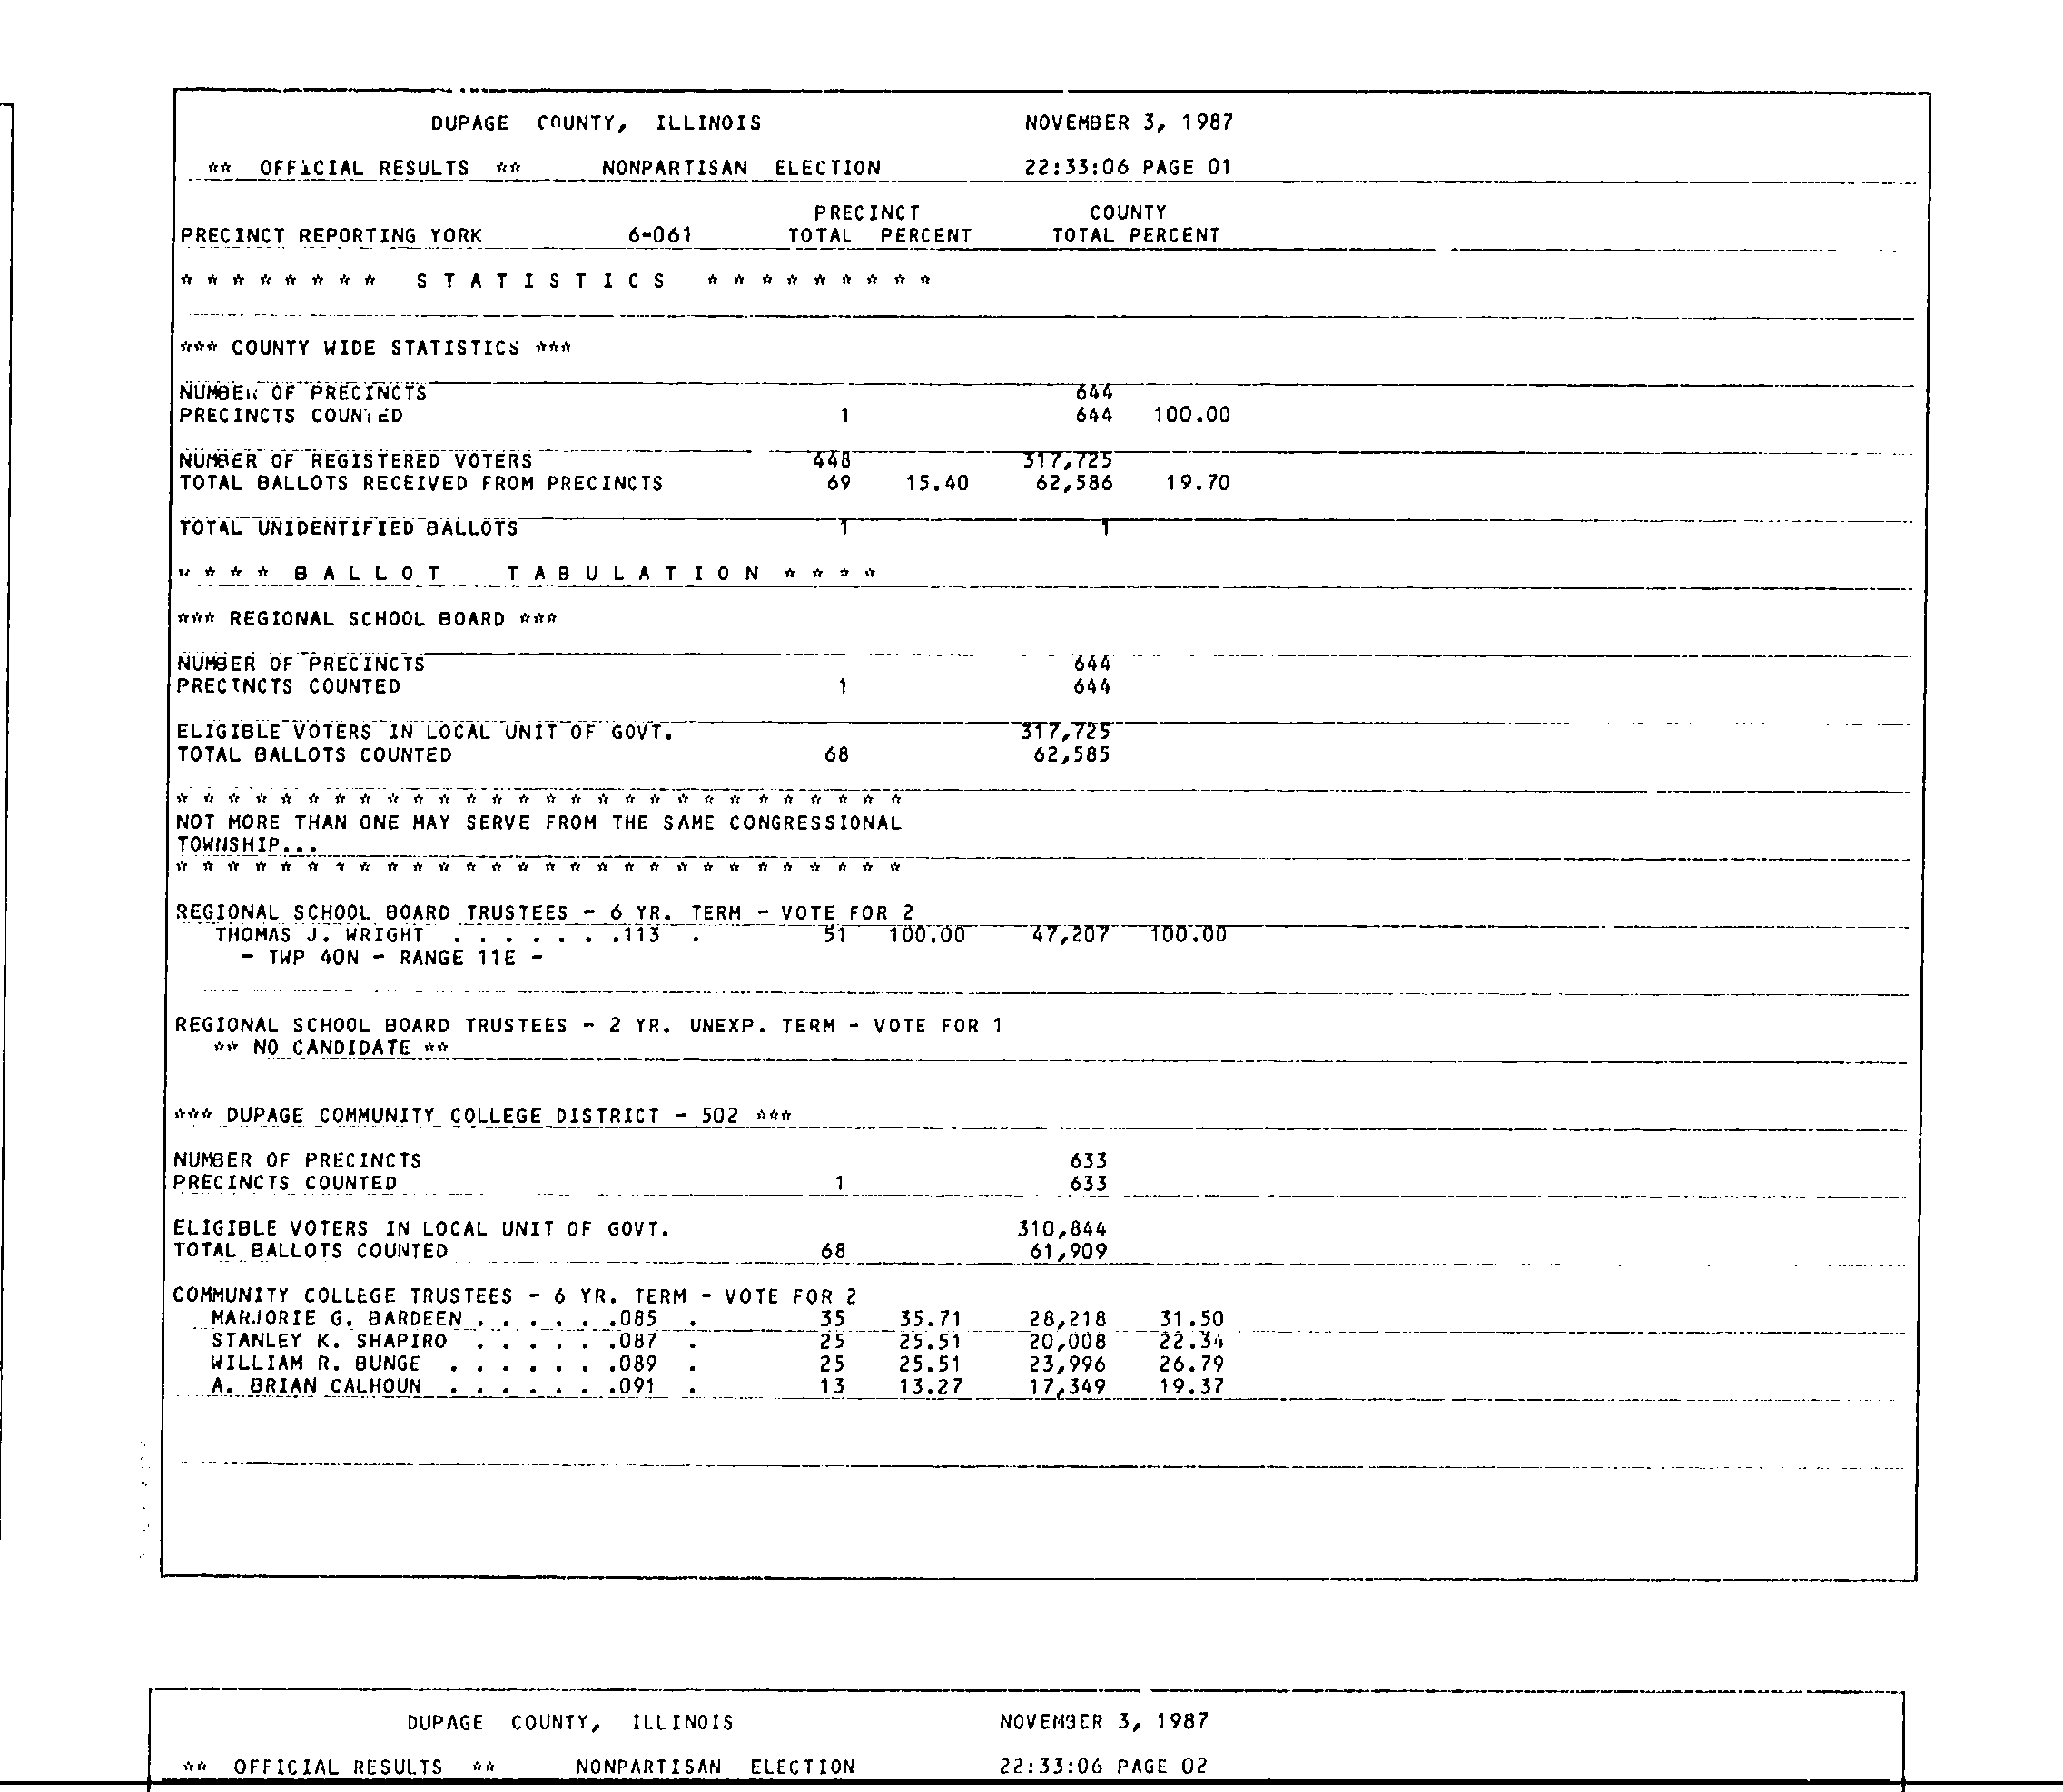 DUPAGE COUNTY, ILLINOIS NOVEMBER 3, 1987
** OFFICIAL RESULTS ** NONPARTISAN ELECTION 22:33:06 PAGE 01
PRECINCT COUNTY
PRECINCT REPORTING YORK 6-061 TOTAL PERCENT TOTAL PERCENT
* * * * * * * * S T A T I S T I C S * * * * * * * * *
*** COUNTY WIDE STATISTICS ***
NUMBER OF PRECINCTS 644
PRECINCTS COUNTED 1 644 100.00
NUMBER OF REGISTERED VOTERS 448 317,725
TOTAL BALLOTS RECEIVED FROM PRECINCTS 69 15.40 62,586 19.70
TOTAL UNIDENTIFIED BALLOTS 1 1
* * * * B A L L O T T A B U L A T I O N * * * *
*** REGIONAL SCHOOL BOARD ***
NUMBER OF PRECINCTS 644
PRECINCTS COUNTED 1 644
ELIGIBLE VOTERS IN LOCAL UNIT OF GOVT. 317,725
TOTAL BALLOTS COUNTED 68 62,585
* * * * * * * * * * * * * * * * * * * * * * * * * * * *
NOT MORE THAN ONE MAY SERVE FROM THE SAME CONGRESSIONAL
TOWNSHIP...
* * * * * * * * * * * * * * * * * * * * * * * * * * * *
REGIONAL SCHOOL BOARD TRUSTEES - 6 YR. TERM - VOTE FOR 2
THOMAS J. WRIGHT . . . . . . .113 . 51 100.00 47,207 100.00
- TWP 40N - RANGE 11E -
REGIONAL SCHOOL BOARD TRUSTEES - 2 YR. UNEXP. TERM - VOTE FOR 1
** NO CANDIDATE **
*** DUPAGE COMMUNITY COLLEGE DISTRICT - 502 ***
NUMBER OF PRECINCTS 633
PRECINCTS COUNTED 1 633
ELIGIBLE VOTERS IN LOCAL UNIT OF GOVT. 310,844
TOTAL BALLOTS COUNTED 68 61,909
COMMUNITY COLLEGE TRUSTEES - 6 YR. TERM - VOTE FOR 2
MARJORIE G. BARDEEN . . . . . .085 . 35 35.71 28,218 31.50
STANLEY K. SHAPIRO . . . . . .087 . 25 25.51 20,008 22.34
WILLIAM R. BUNGE . . . . . . .089 . 25 25.51 23,996 26.79
A. BRIAN CALHOUN . . . . . . .091 . 13 13.27 17,349 19.37
DUPAGE COUNTY, ILLINOIS NOVEMBER 3, 1987
** OFFICIAL RESULTS ** NONPARTISAN ELECTION 22:33:06 PAGE 02